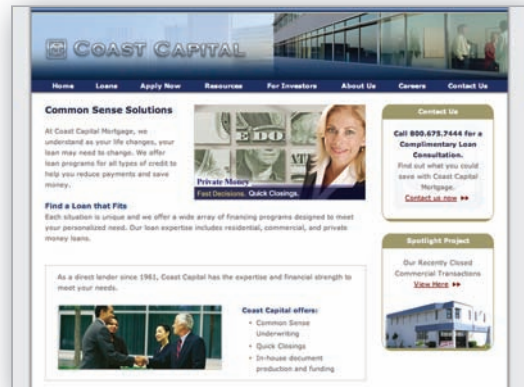 COAST CAPITAL
Home Loans Apply Now Resources For Investors About Us Careers Contact Us
Common Sense Solutions
At Coast Capital Mortgage, we
understand as your life changes, your
loan may need to change. We offer
loan programs for all types of credit to
help you reduce payments and save
money.
Private Money
Fast Decisions. Quick Closings.
Find a Loan that Fits
Each situation is unique and we offer a wide array of financing programs designed to meet
your personalized need. Our loan expertise includes residential, commercial, and private
money loans.
As a direct lender since 1961, Coast Capital has the expertise and financial strength to
meet your needs.
Coast Capital offers:
• Common Sense
Underwriting
• Quick Closings
• In-house document
production and funding
Contact Us
Call 800.675.7444 for a
Complimentary Loan
Consultation.
Find out what you could
save with Coast Capital
Mortgage.
Contact us now
Spotlight Project
Our Recently Closed
Commercial Transactions
View Here